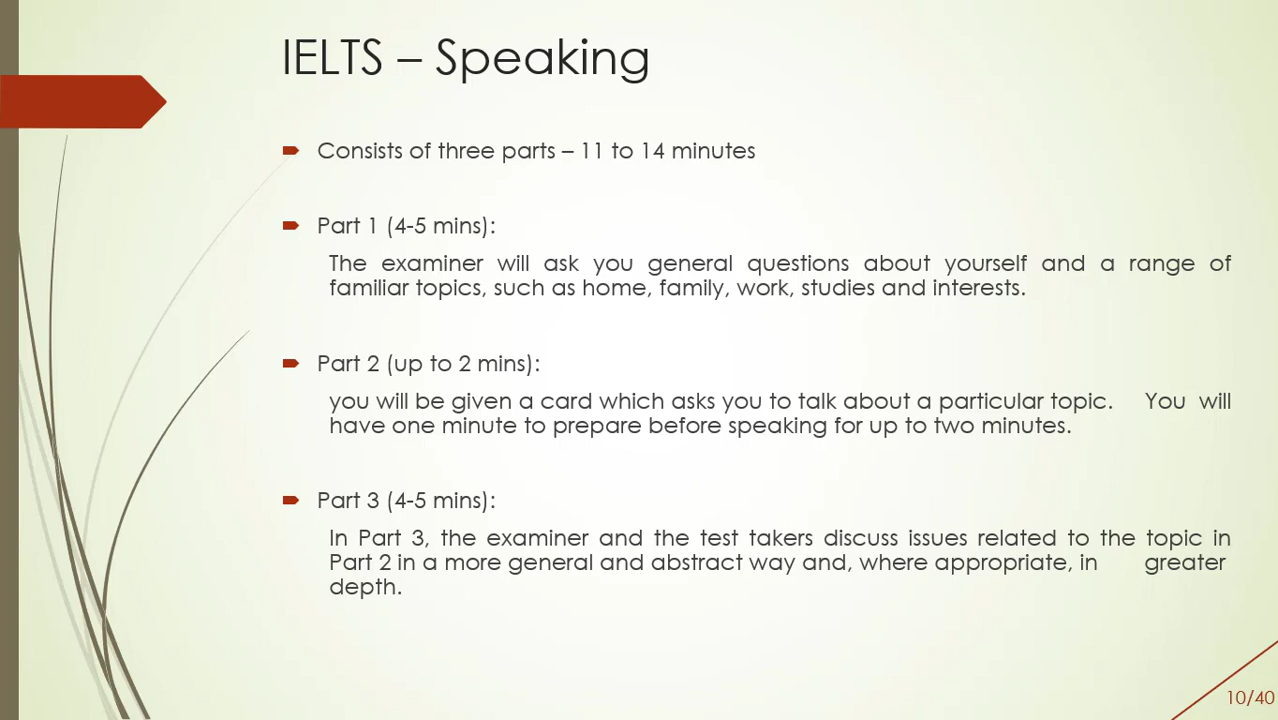 IELTS – Speaking
Consists of three parts – 11 to 14 minutes
Part 1 (4-5 mins):
The examiner will ask you general questions about yourself and a range of
familiar topics, such as home, family, work, studies and interests.
Part 2 (up to 2 mins):
you will be given a card which asks you to talk about a particular topic. You will
have one minute to prepare before speaking for up to two minutes.
Part 3 (4-5 mins):
In Part 3, the examiner and the test takers discuss issues related to the topic in
Part 2 in a more general and abstract way and, where appropriate, in greater
depth.
10/40